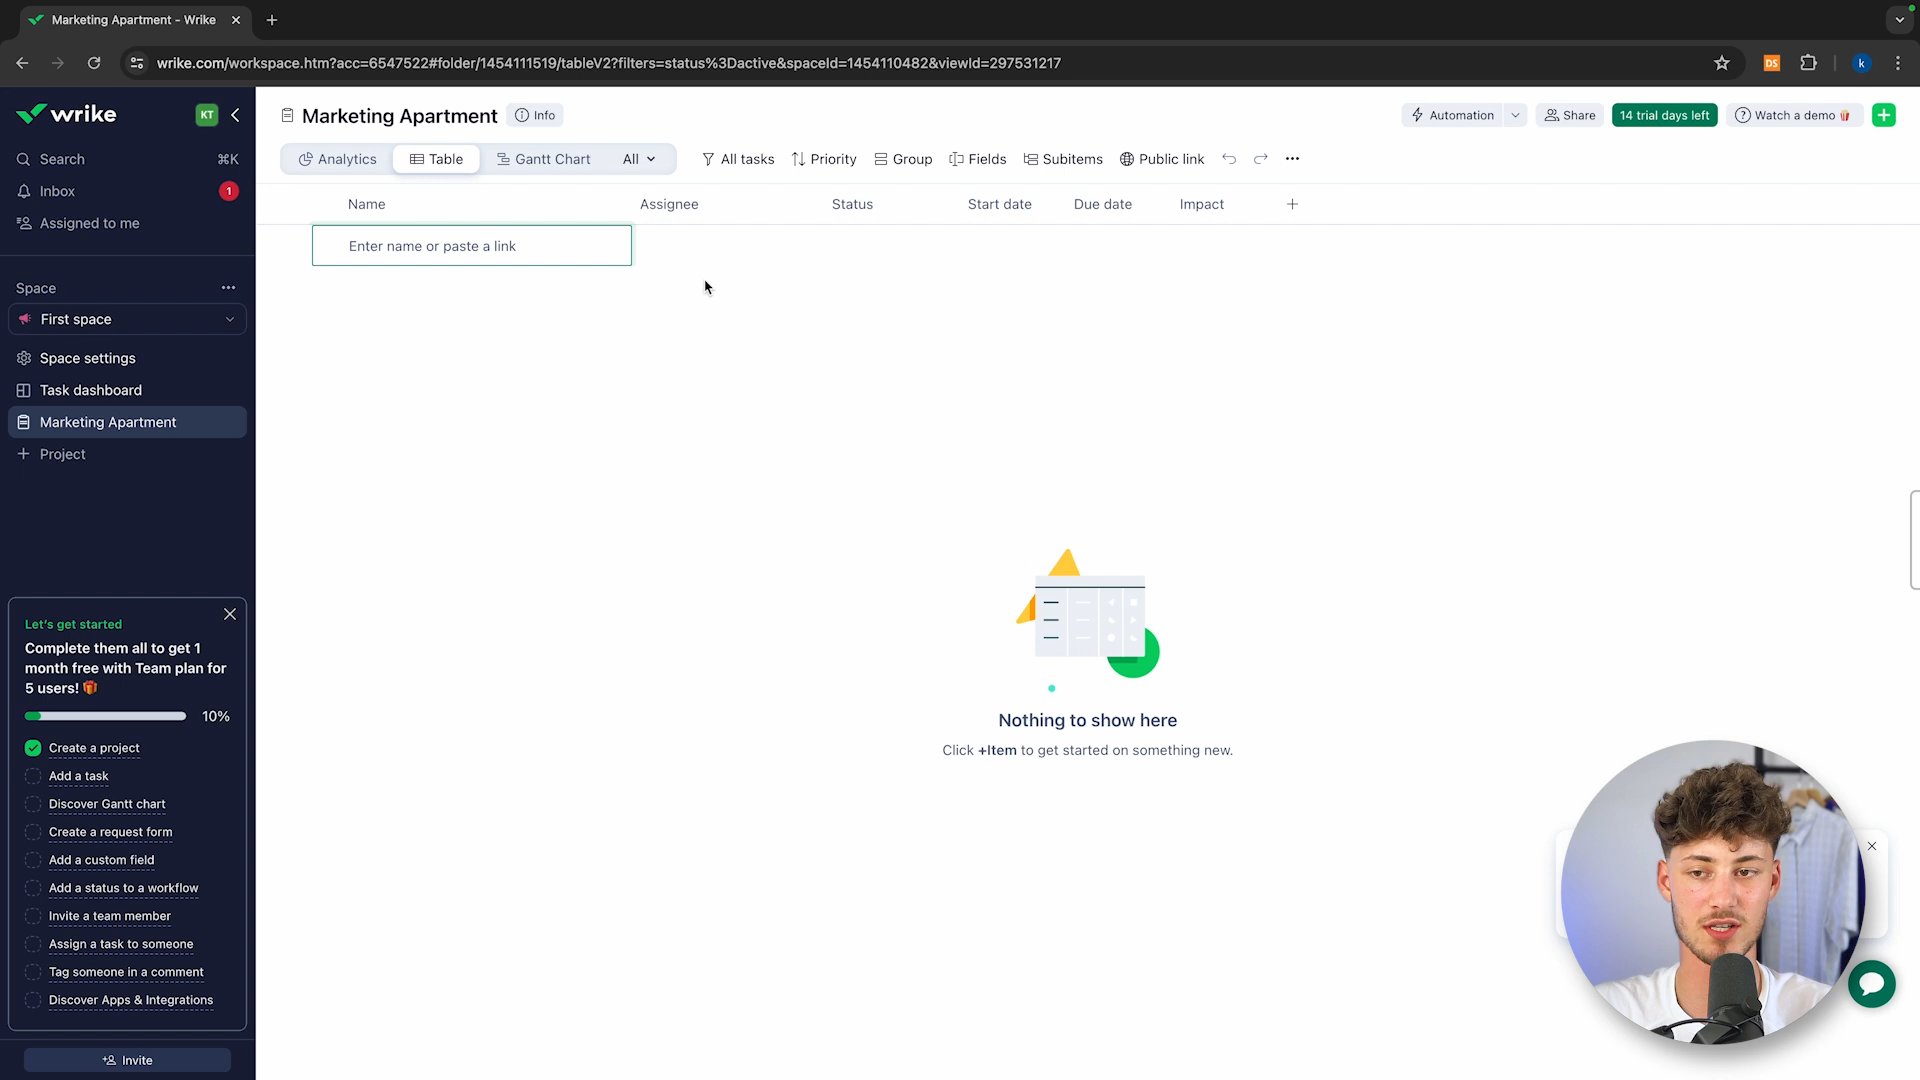 Marketing Apartment - Wrike
wrike.com/workspace.htm?acc=6547522#folder/1454111519/tableV2?filters=status%3Dactive&spaceId=1454110482&viewId=297531217
DS
k
wrike
KT
Search ⌘K
Inbox 1
Assigned to me
Space
First space
Space settings
Task dashboard
Marketing Apartment
+ Project
Let's get started
Complete them all to get 1
month free with Team plan for
5 users! 🎁
10%
Create a project
Add a task
Discover Gantt chart
Create a request form
Add a custom field
Add a status to a workflow
Invite a team member
Assign a task to someone
Tag someone in a comment
Discover Apps & Integrations
Invite
Marketing Apartment Info
Automation Share 14 trial days left Watch a demo 🍿
Analytics Table Gantt Chart All
All tasks Priority Group Fields Subitems Public link
Name Assignee Status Start date Due date Impact
Enter name or paste a link
Nothing to show here
Click +Item to get started on something new.